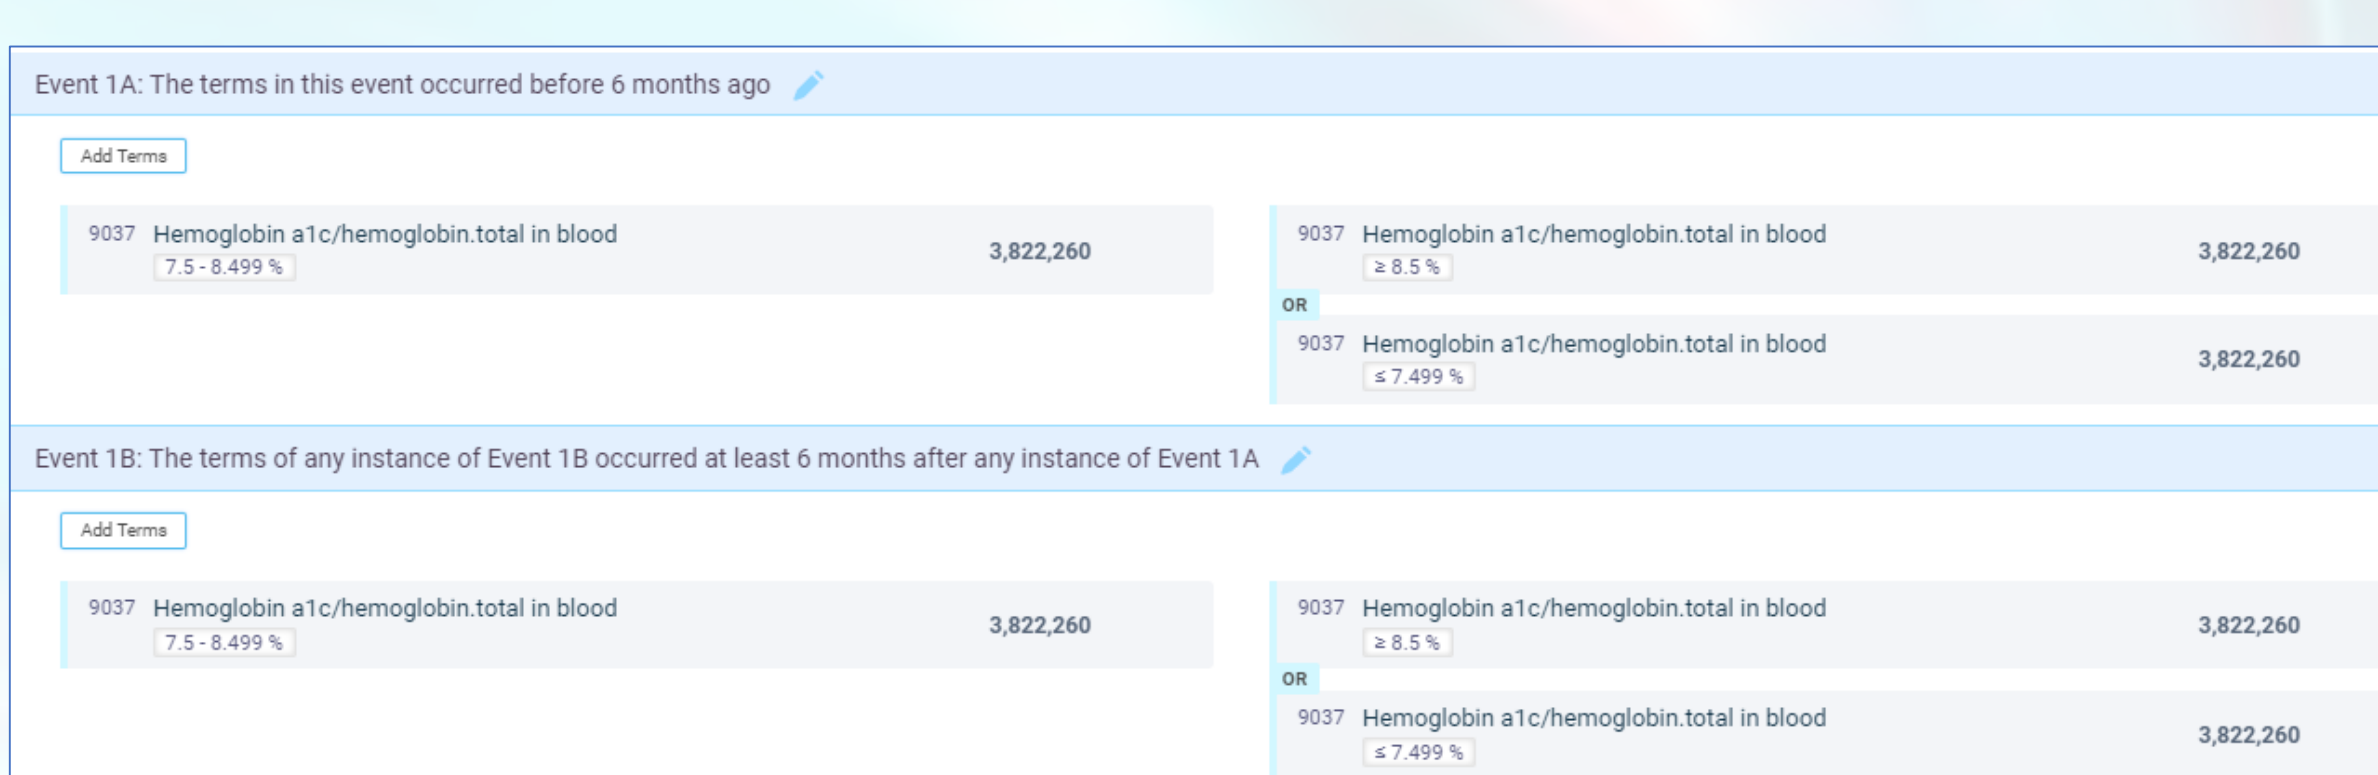 Event 1A: The terms in this event occurred before 6 months ago
Add Terms
9037 Hemoglobin a1c/hemoglobin.total in blood 3,822,260
7.5 - 8.499 %
9037 Hemoglobin a1c/hemoglobin.total in blood 3,822,260
≥ 8.5 %
OR
9037 Hemoglobin a1c/hemoglobin.total in blood 3,822,260
≤ 7.499 %
Event 1B: The terms of any instance of Event 1B occurred at least 6 months after any instance of Event 1A
Add Terms
9037 Hemoglobin a1c/hemoglobin.total in blood 3,822,260
7.5 - 8.499 %
9037 Hemoglobin a1c/hemoglobin.total in blood 3,822,260
≥ 8.5 %
OR
9037 Hemoglobin a1c/hemoglobin.total in blood 3,822,260
≤ 7.499 %